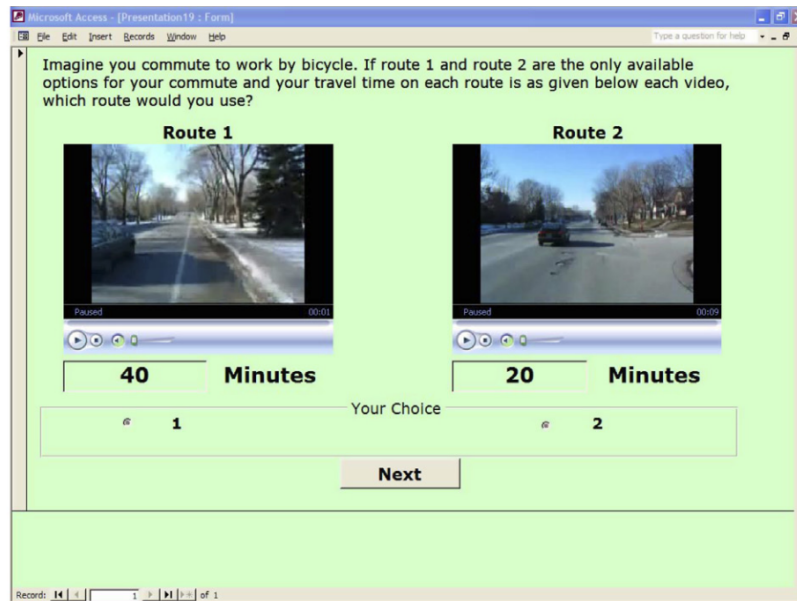 Microsoft Access - [Presentation19 : Form]
File Edit Insert Records Window Help
Type a question for help
Imagine you commute to work by bicycle. If route 1 and route 2 are the only available
options for your commute and your travel time on each route is as given below each video,
which route would you use?
Route 1 Route 2
Paused 00:01 Paused 00:09
40 Minutes 20 Minutes
Your Choice
1 2
Next
Record: 1 of 1